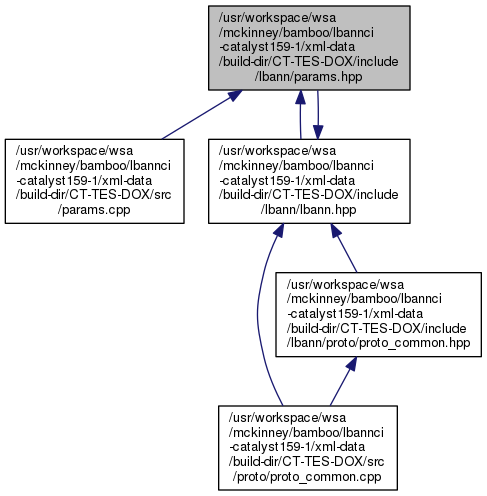 /usr/workspace/wsa
/mckinney/bamboo/lbannci
-catalyst159-1/xml-data
/build-dir/CT-TES-DOX/include
/lbann/params.hpp
/usr/workspace/wsa
/mckinney/bamboo/lbannci
-catalyst159-1/xml-data
/build-dir/CT-TES-DOX/src
/params.cpp
/usr/workspace/wsa
/mckinney/bamboo/lbannci
-catalyst159-1/xml-data
/build-dir/CT-TES-DOX/include
/lbann/lbann.hpp
/usr/workspace/wsa
/mckinney/bamboo/lbannci
-catalyst159-1/xml-data
/build-dir/CT-TES-DOX/include
/lbann/proto/proto_common.hpp
/usr/workspace/wsa
/mckinney/bamboo/lbannci
-catalyst159-1/xml-data
/build-dir/CT-TES-DOX/src
/proto/proto_common.cpp